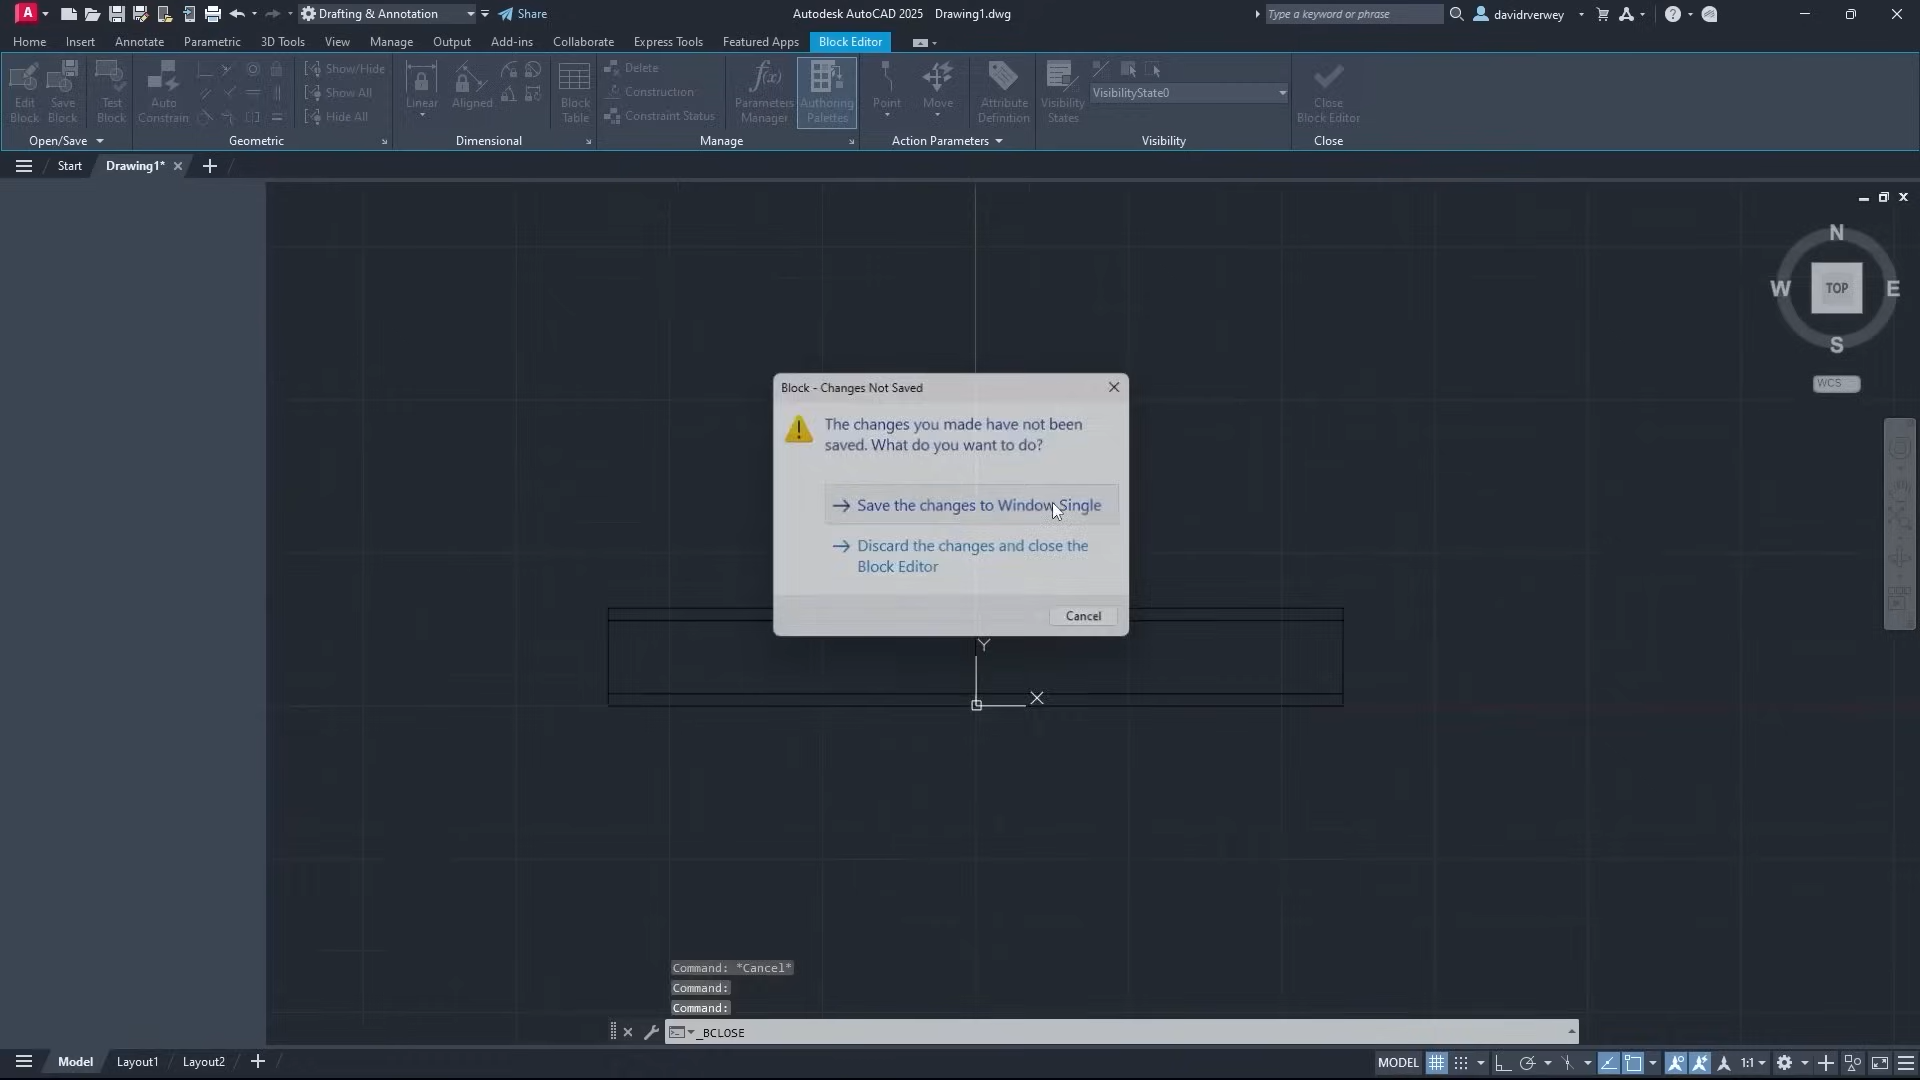 A
Drafting & Annotation
Share
Autodesk AutoCAD 2025 Drawing1.dwg
Type a keyword or phrase
davidrverwey
Home Insert Annotate Parametric 3D Tools View Manage Output Add-ins Collaborate Express Tools Featured Apps Block Editor
Edit Block
Save Block
Test Block
Auto Constrain
Show/Hide
Show All
Hide All
Linear
Aligned
Block Table
Delete
Construction
Constraint Status
Parameters Manager
Authoring Palettes
Point
Move
Attribute Definition
Visibility States
VisibilityState0
Close Block Editor
Open/Save Geometric Dimensional Manage Action Parameters Visibility Close
Start Drawing1*
N
W TOP E
S
WCS
Block - Changes Not Saved
The changes you made have not been
saved. What do you want to do?
Save the changes to Window Single
Discard the changes and close the
Block Editor
Cancel
Y
X
Command: *Cancel*
Command:
Command:
_BCLOSE
Model Layout1 Layout2
MODEL
1:1